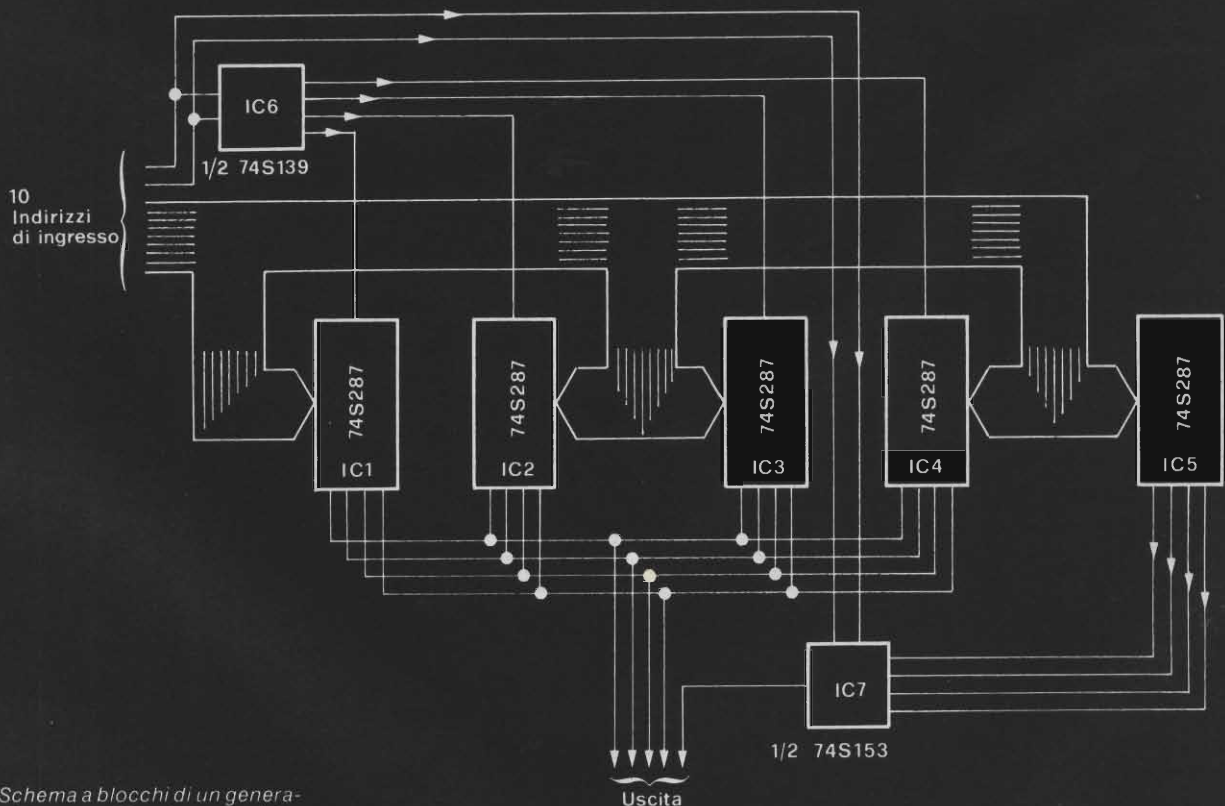 IC6
1/2 74S139
10
Indirizzi
di ingresso
74S287
IC1
74S287
IC2
74S287
IC3
74S287
IC4
74S287
IC5
IC7
1/2 74S153
Uscita
Schema a blocchi di un genera-